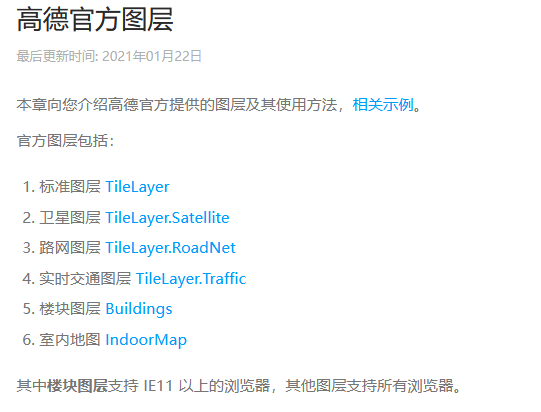 高德官方图层
最后更新时间: 2021年01月22日
本章向您介绍高德官方提供的图层及其使用方法，相关示例。
官方图层包括：
1. 标准图层 TileLayer
2. 卫星图层 TileLayer.Satellite
3. 路网图层 TileLayer.RoadNet
4. 实时交通图层 TileLayer.Traffic
5. 楼块图层 Buildings
6. 室内地图 IndoorMap
其中楼块图层支持 IE11 以上的浏览器，其他图层支持所有浏览器。